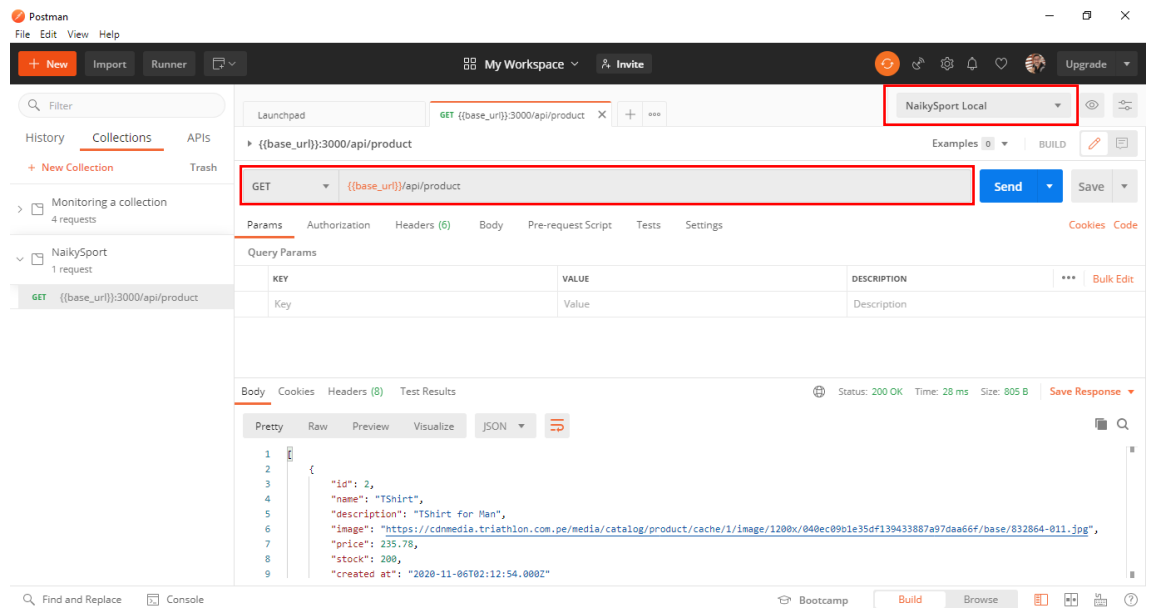 Postman
File Edit View Help
+ New Import Runner My Workspace Invite Upgrade
Filter
NaikySport Local
Launchpad GET {{base_url}}:3000/api/product X + ooo
History Collections APIs
{{base_url}}:3000/api/product Examples 0 BUILD
+ New Collection Trash
GET {{base_url}}/api/product Send Save
Monitoring a collection
4 requests
Params Authorization Headers (6) Body Pre-request Script Tests Settings Cookies Code
NaikySport
1 request
Query Params
KEY VALUE DESCRIPTION ••• Bulk Edit
GET {{base_url}}:3000/api/product
Key Value Description
Body Cookies Headers (8) Test Results Status: 200 OK Time: 28 ms Size: 805 B Save Response
Pretty Raw Preview Visualize JSON
1 [
2 {
3 "id": 2,
4 "name": "TShirt",
5 "description": "TShirt for Man",
6 "image": "https://cdnmedia.triathlon.com.pe/media/catalog/product/cache/1/image/1200x/040ec09b1e35df139433887a97daa66f/base/832864-011.jpg",
7 "price": 235.78,
8 "stock": 200,
9 "created at": "2020-11-06T02:12:54.000Z"
Find and Replace Console Bootcamp Build Browse